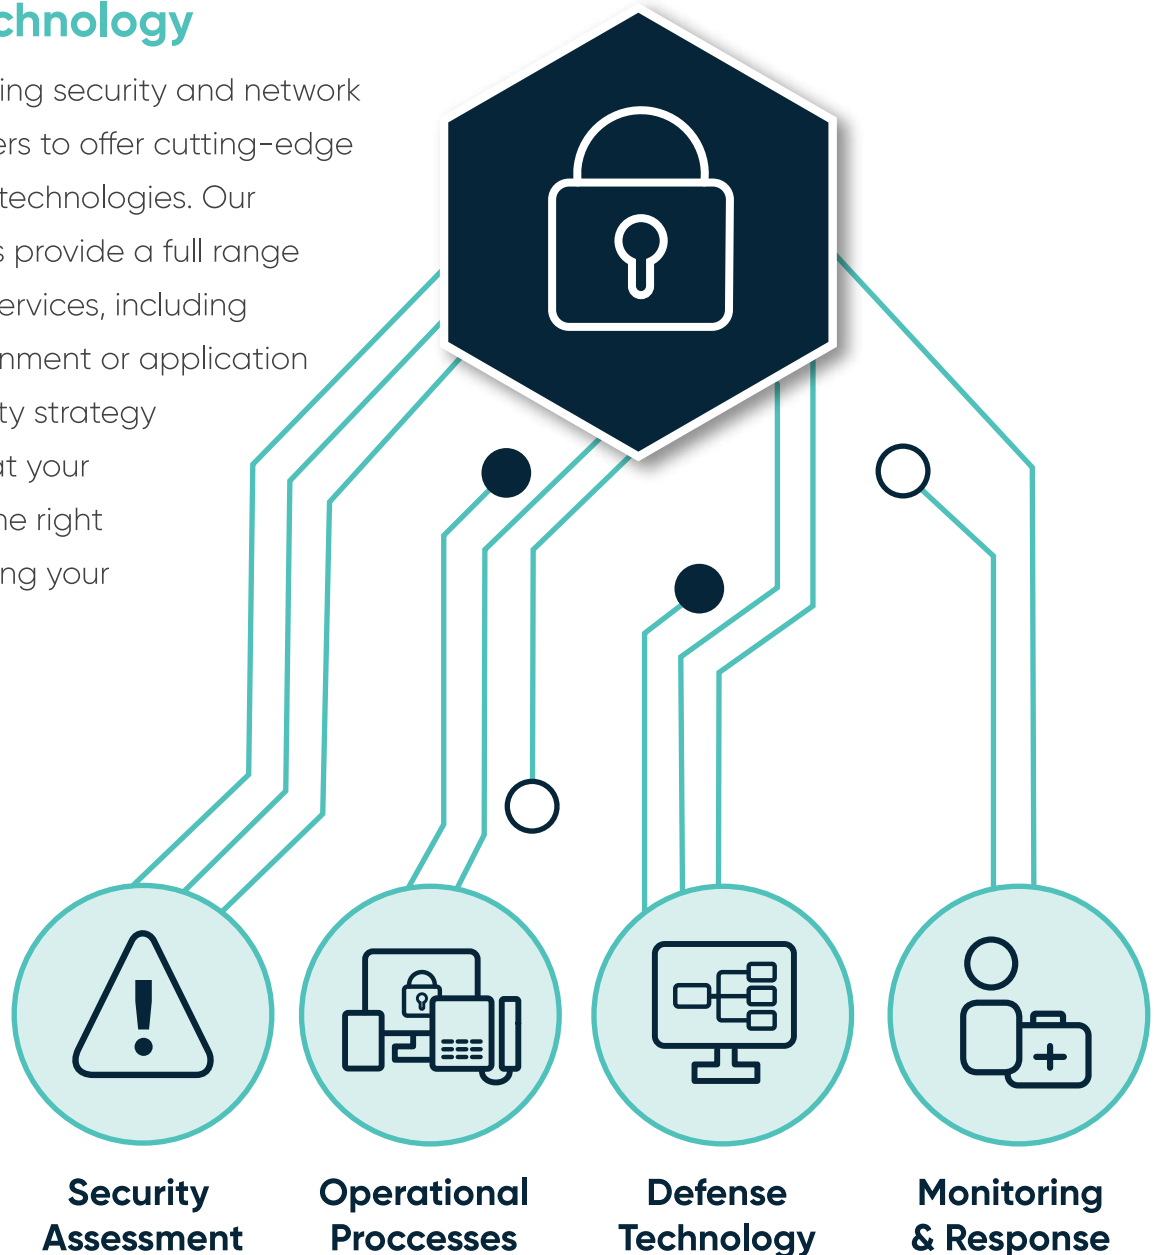 chnology
ing security and network
ers to offer cutting-edge
technologies. Our
s provide a full range
ervices, including
nment or application
ty strategy
at your
ne right
ng your
Security
Assessment
Operational
Proccesses
Defense
Technology
Monitoring
& Response